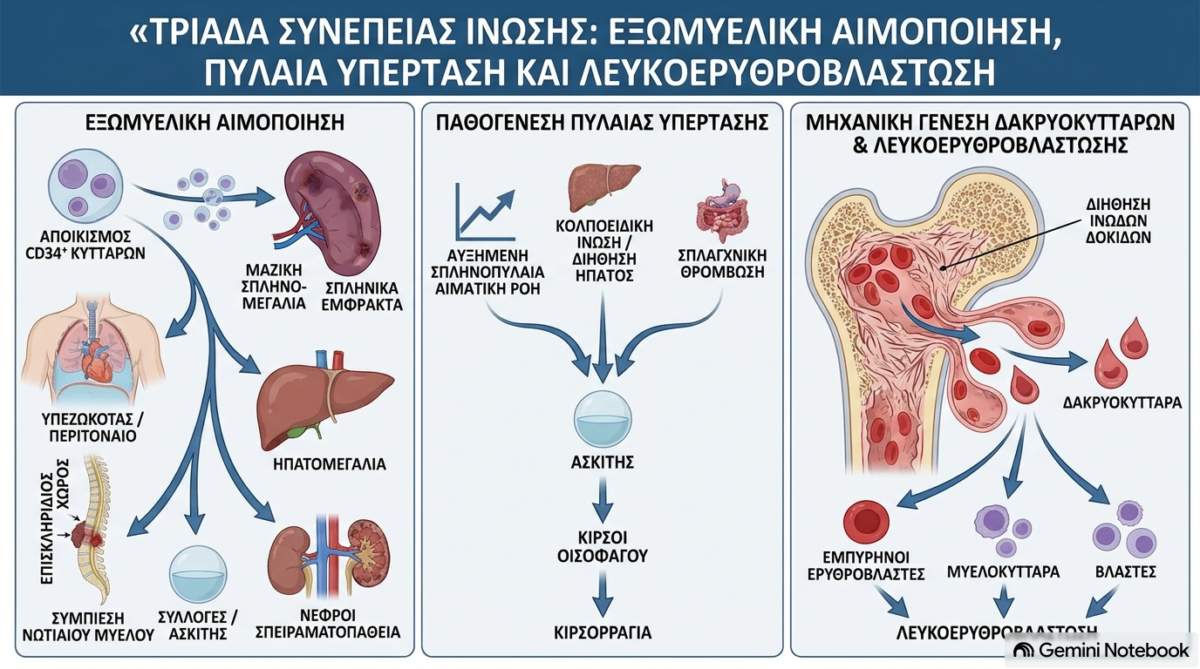 «ΤΡΙΑΔΑ ΣΥΝΕΠΕΙΑΣ ΙΝΩΣΗΣ: ΕΞΩΜΥΕΛΙΚΗ ΑΙΜΟΠΟΙΗΣΗ,
ΠΥΛΑΙΑ ΥΠΕΡΤΑΣΗ ΚΑΙ ΛΕΥΚΟΕΡΥΘΡΟΒΛΑΣΤΩΣΗ
ΕΞΩΜΥΕΛΙΚΗ ΑΙΜΟΠΟΙΗΣΗ
ΑΠΟΙΚΙΣΜΟΣ
CD34⁺ ΚΥΤΤΑΡΩΝ
ΜΑΖΙΚΗ
ΣΠΛΗΝΟ-
ΜΕΓΑΛΙΑ
ΣΠΛΗΝΙΚΑ
ΕΜΦΡΑΚΤΑ
ΥΠΕΖΩΚΟΤΑΣ /
ΠΕΡΙΤΟΝΑΙΟ
ΗΠΑΤΟΜΕΓΑΛΙΑ
ΕΠΙΣΚΛΗΡΙΔΙΟΣ
ΧΩΡΟΣ
ΣΥΜΠΙΕΣΗ
ΝΩΤΙΑΙΟΥ ΜΥΕΛΟΥ
ΣΥΛΛΟΓΕΣ /
ΑΣΚΙΤΗΣ
ΝΕΦΡΟΙ
ΣΠΕΙΡΑΜΑΤΟΠΑΘΕΙΑ
ΠΑΘΟΓΕΝΕΣΗ ΠΥΛΑΙΑΣ ΥΠΕΡΤΑΣΗΣ
ΑΥΞΗΜΕΝΗ
ΣΠΛΗΝΟΠΥΛΑΙΑ
ΑΙΜΑΤΙΚΗ ΡΟΗ
ΚΟΛΠΟΕΙΔΙΚΗ
ΙΝΩΣΗ /
ΔΙΗΘΗΣΗ
ΗΠΑΤΟΣ
ΣΠΛΑΓΧΝΙΚΗ
ΘΡΟΜΒΩΣΗ
ΑΣΚΙΤΗΣ
ΚΙΡΣΟΙ
ΟΙΣΟΦΑΓΟΥ
ΚΙΡΣΟΡΡΑΓΙΑ
ΜΗΧΑΝΙΚΗ ΓΕΝΕΣΗ ΔΑΚΡΥΟΚΥΤΤΑΡΩΝ
& ΛΕΥΚΟΕΡΥΘΡΟΒΛΑΣΤΩΣΗΣ
ΔΙΗΘΗΣΗ
ΙΝΩΔΩΝ
ΔΟΚΙΔΩΝ
ΔΑΚΡΥΟΚΥΤΤΑΡΑ
ΕΜΠΥΡΗΝΟΙ
ΕΡΥΘΡΟΒΛΑΣΤΕΣ
ΜΥΕΛΟΚΥΤΤΑΡΑ
ΒΛΑΣΤΕΣ
ΛΕΥΚΟΕΡΥΘΡΟΒΛΑΣΤΩΣΗ
Gemini Notebook